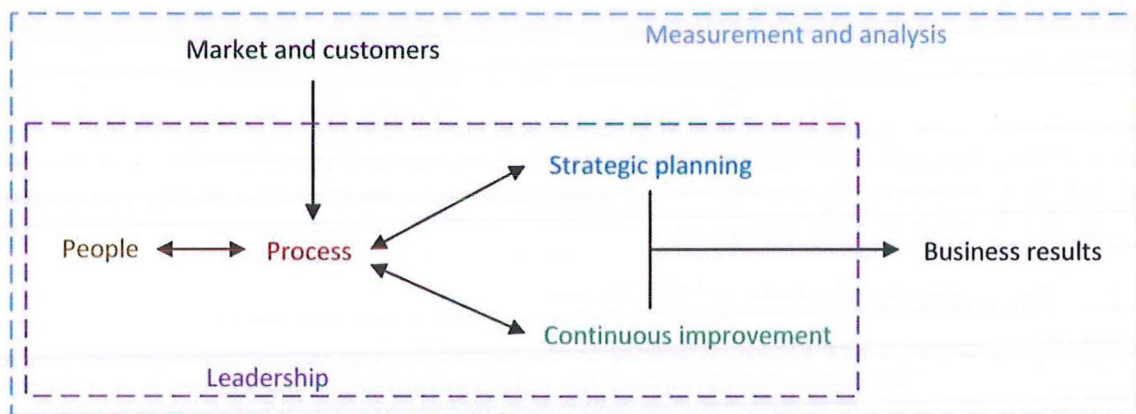 Market and customers
Measurement and analysis
Strategic planning
People
Process
Business results
Continuous improvement
Leadership